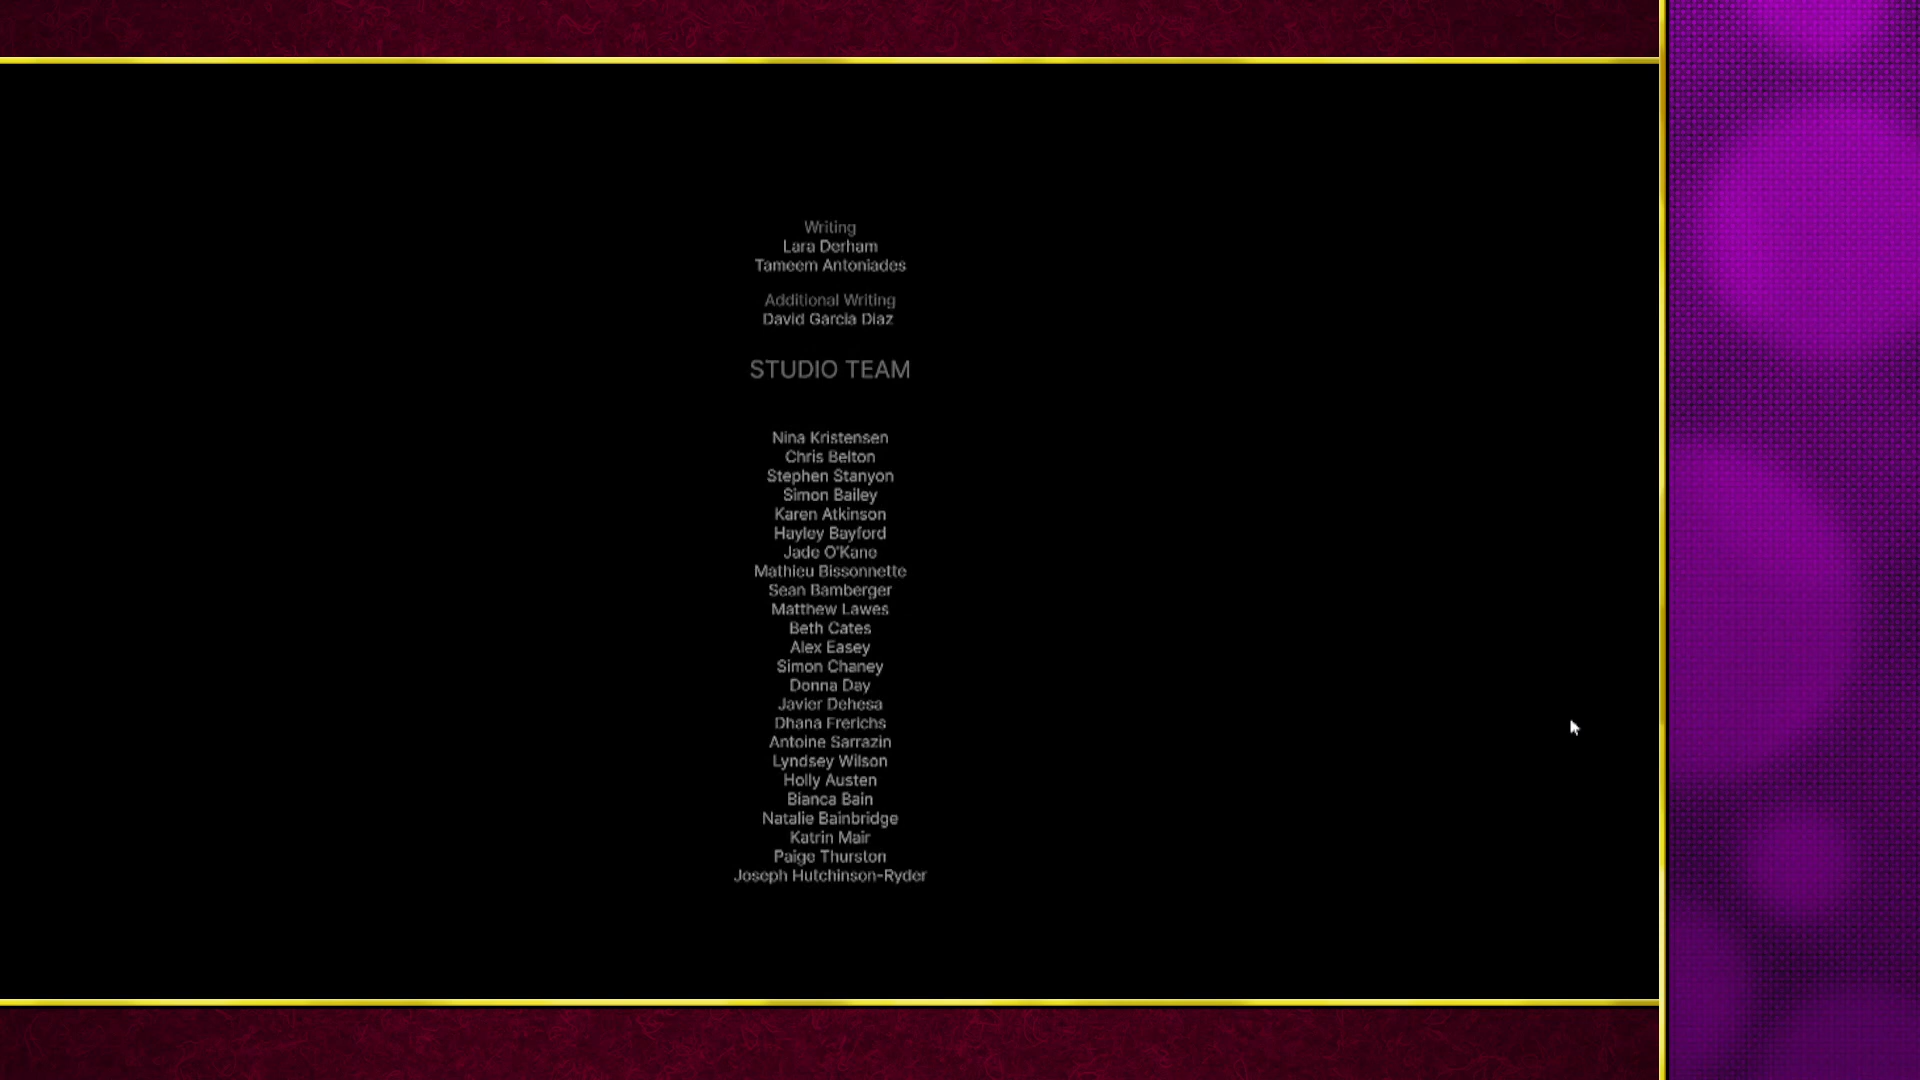 Writing
Lara Derham
Tameem Antoniades
Additional Writing
David Garcia Diaz
STUDIO TEAM
Nina Kristensen
Chris Belton
Stephen Stanyon
Simon Bailey
Karen Atkinson
Hayley Bayford
Jade O'Kane
Mathieu Bissonnette
Sean Bamberger
Matthew Lawes
Beth Cates
Alex Easey
Simon Chaney
Donna Day
Javier Dehesa
Dhana Frerichs
Antoine Sarrazin
Lyndsey Wilson
Holly Austen
Bianca Bain
Natalie Bainbridge
Katrin Mair
Paige Thurston
Joseph Hutchinson-Ryder